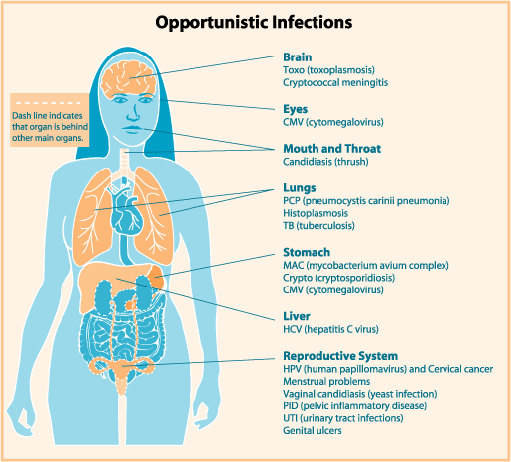 Opportunistic Infections
Brain
Toxo (toxoplasmosis)
Cryptococcal meningitis
Dash line indicates
that organ is behind
other main organs.
Eyes
CMV (cytomegalovirus)
Mouth and Throat
Candidiasis (thrush)
Lungs
PCP (pneumocystis carinii pneumonia)
Histoplasmosis
TB (tuberculosis)
Stomach
MAC (mycobacterium avium complex)
Crypto (cryptosporidiosis)
CMV (cytomegalovirus)
Liver
HCV (hepatitis C virus)
Reproductive System
HPV (human papillomavirus) and Cervical cancer
Menstrual problems
Vaginal candidiasis (yeast infection)
PID (pelvic inflammatory disease)
UTI (urinary tract infections)
Genital ulcers